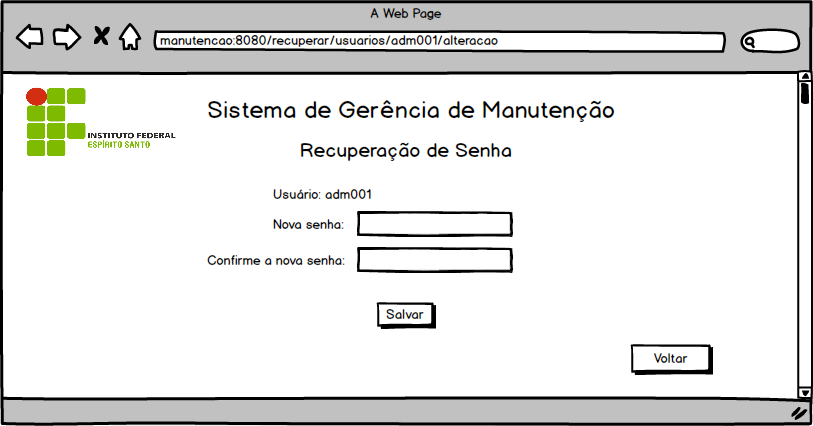 A Web Page
manutencao:8080/recuperar/usuarios/adm001/alteracao
Sistema de Gerência de Manutenção
INSTITUTO FEDERAL
ESPÍRITO SANTO
Recuperação de Senha
Usuário: adm001
Nova senha:
Confirme a nova senha:
Salvar
Voltar